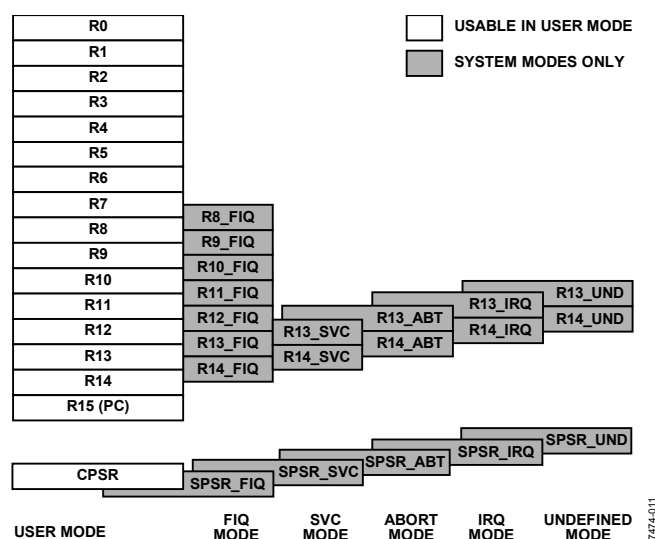 R0
R1
R2
R3
R4
R5
R6
R7
R8
R9
R10
R11
R12
R13
R14
R15 (PC)
USABLE IN USER MODE
SYSTEM MODES ONLY
R8_FIQ
R9_FIQ
R10_FIQ
R11_FIQ
R12_FIQ
R13_FIQ
R14_FIQ
R13_SVC
R14_SVC
R13_ABT
R14_ABT
R13_IRQ
R14_IRQ
R13_UND
R14_UND
CPSR
SPSR_FIQ
SPSR_SVC
SPSR_ABT
SPSR_IRQ
SPSR_UND
USER MODE
FIQ
MODE
SVC
MODE
ABORT
MODE
IRQ
MODE
UNDEFINED
MODE
7474-011